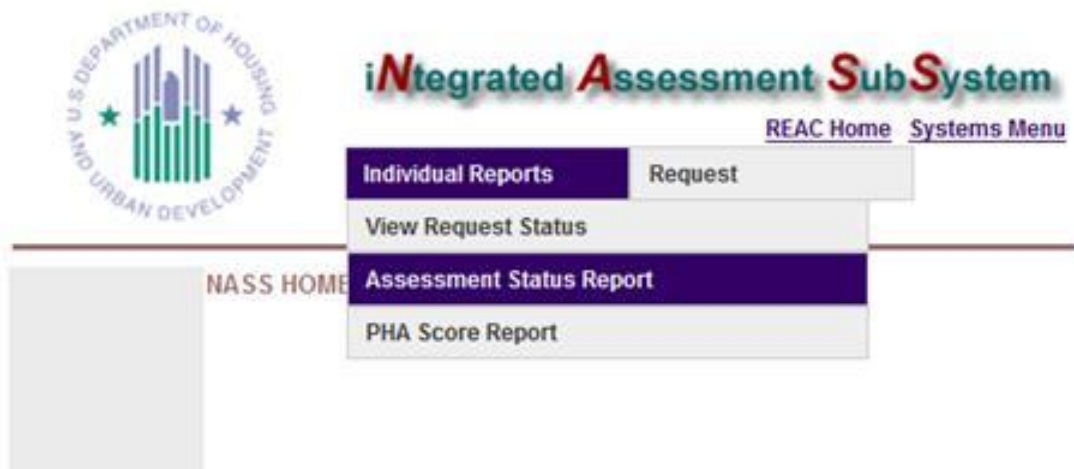 U.S. DEPARTMENT OF HOUSING
AND URBAN DEVELOPMENT
iNtegrated Assessment SubSystem
REAC Home Systems Menu
Individual Reports Request
View Request Status
NASS HOME Assessment Status Report
PHA Score Report